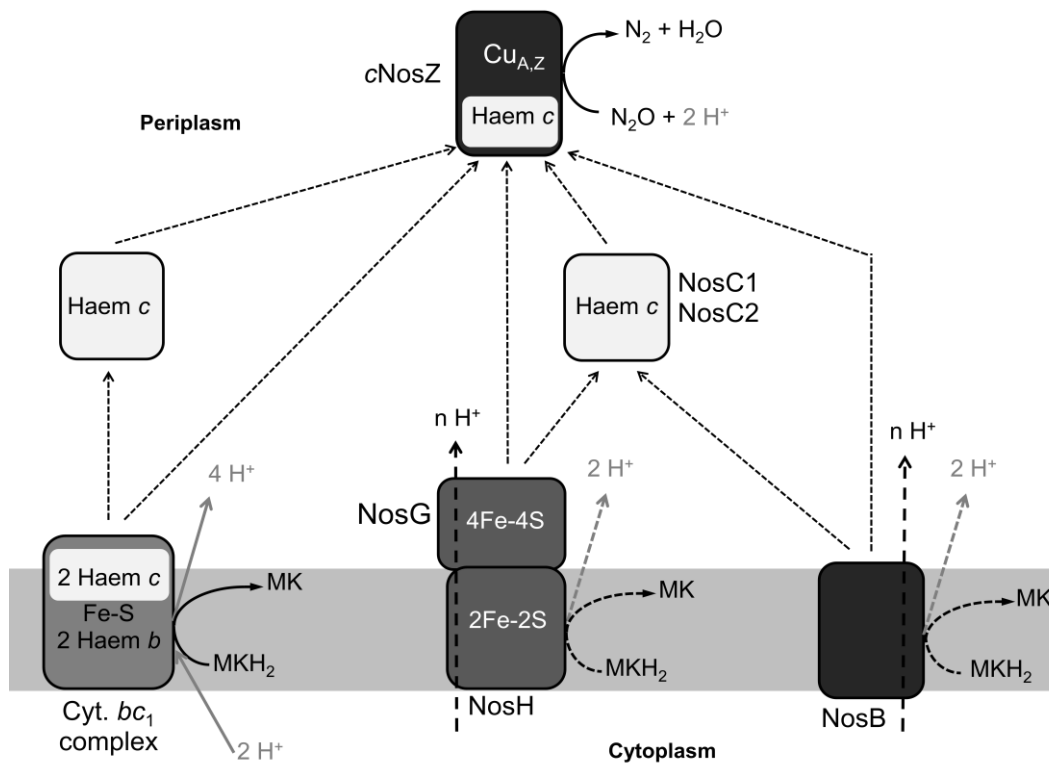 N₂ + H₂O
Cu_A,Z
cNosZ
Haem c
N₂O + 2 H⁺
Periplasm
Haem c
Haem c
NosC1
NosC2
n H⁺
n H⁺
4 H⁺
2 H⁺
2 H⁺
NosG
4Fe-4S
2 Haem c
Fe-S
2 Haem b
MK
MKH₂
2Fe-2S
MK
MKH₂
MK
MKH₂
Cyt. bc₁
complex
NosH
NosB
2 H⁺
Cytoplasm